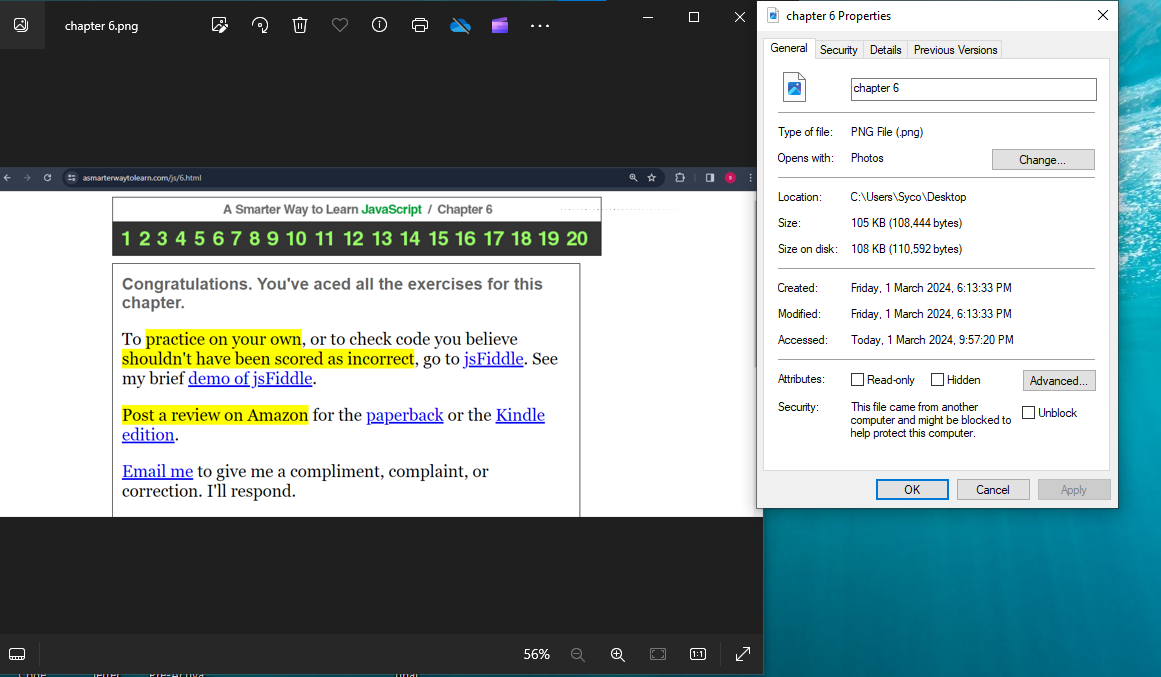 chapter 6.png
asmarterwaytolearn.com/js/6.html
A Smarter Way to Learn JavaScript / Chapter 6
1 2 3 4 5 6 7 8 9 10 11 12 13 14 15 16 17 18 19 20
Congratulations. You've aced all the exercises for this
chapter.
To practice on your own, or to check code you believe
shouldn't have been scored as incorrect, go to jsFiddle. See
my brief demo of jsFiddle.
Post a review on Amazon for the paperback or the Kindle
edition.
Email me to give me a compliment, complaint, or
correction. I'll respond.
56%
1:1
chapter 6 Properties
General Security Details Previous Versions
chapter 6
Type of file: PNG File (.png)
Opens with: Photos Change...
Location: C:\Users\Syco\Desktop
Size: 105 KB (108,444 bytes)
Size on disk: 108 KB (110,592 bytes)
Created: Friday, 1 March 2024, 6:13:33 PM
Modified: Friday, 1 March 2024, 6:13:33 PM
Accessed: Today, 1 March 2024, 9:57:20 PM
Attributes: Read-only Hidden Advanced...
Security: This file came from another
computer and might be blocked to
help protect this computer.
Unblock
OK Cancel Apply